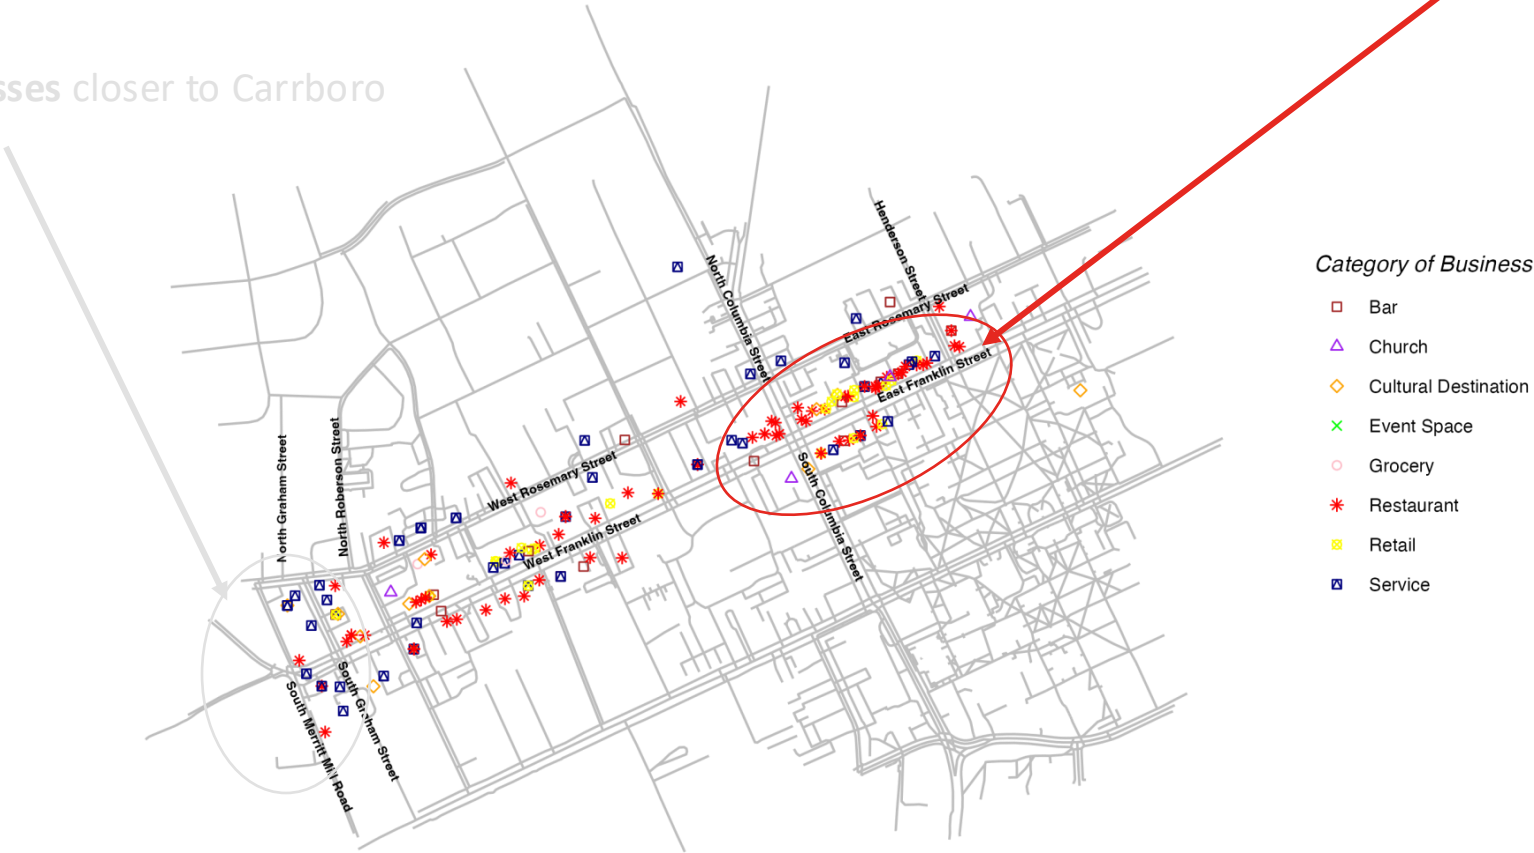 sses closer to Carrboro
Henderson Street
North Columbia Street
East Rosemary Street
East Franklin Street
Category of Business
Bar
Church
Cultural Destination
Event Space
Grocery
Restaurant
Retail
Service
North Graham Street
North Roberson Street
West Rosemary Street
West Franklin Street
South Columbia Street
South Graham Street
South Merritt Mill Road